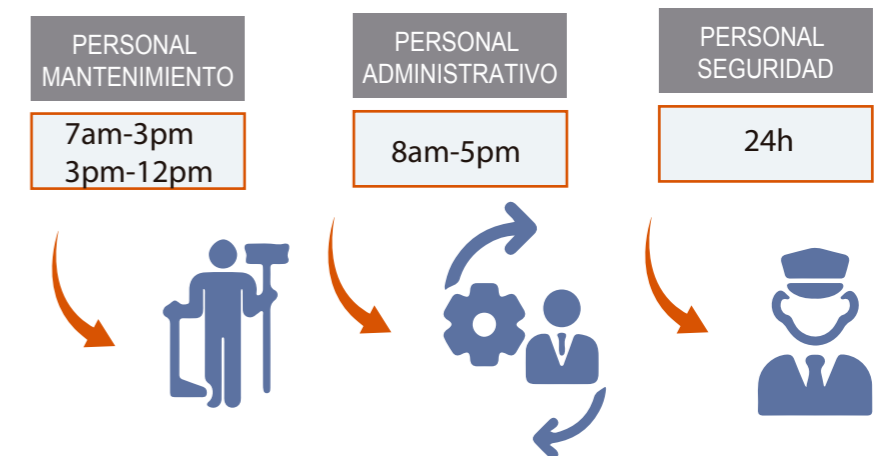 PERSONAL
MANTENIMIENTO
7am-3pm
3pm-12pm
PERSONAL
ADMINISTRATIVO
8am-5pm
PERSONAL
SEGURIDAD
24h